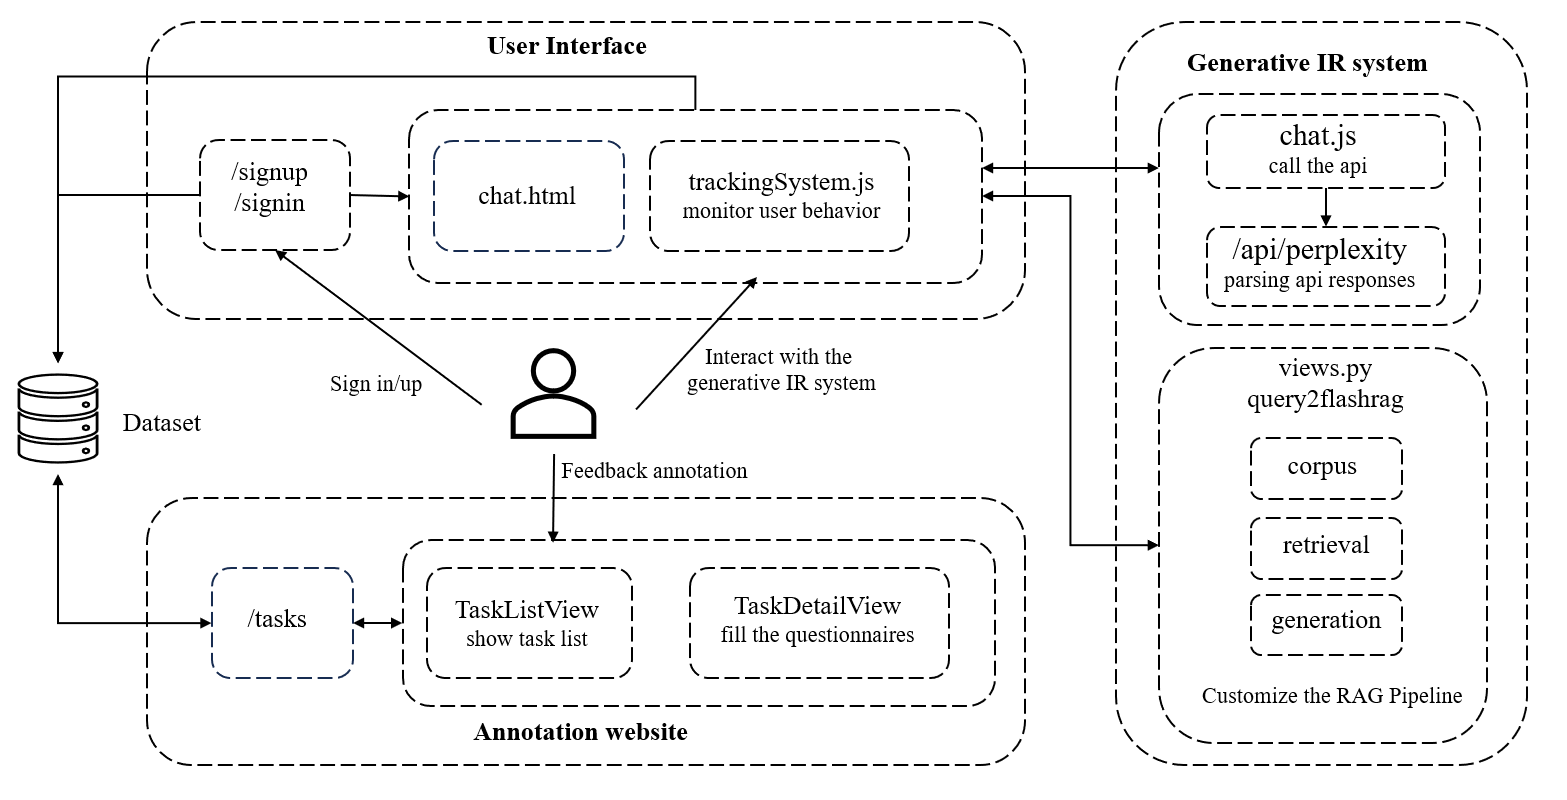 User Interface
/signup
/signin
chat.html
trackingSystem.js
monitor user behavior
Generative IR system
chat.js
call the api
/api/perplexity
parsing api responses
Sign in/up
Interact with the
generative IR system
Dataset
Feedback annotation
views.py
query2flashrag
corpus
retrieval
generation
Customize the RAG Pipeline
/tasks
TaskListView
show task list
TaskDetailView
fill the questionnaires
Annotation website